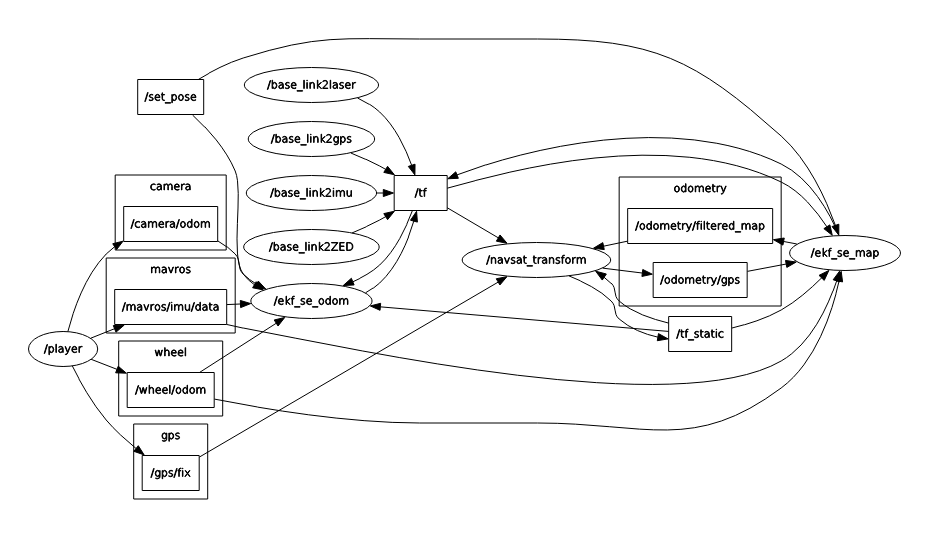 /set_pose
/base_link2laser
/base_link2gps
/base_link2imu
/base_link2ZED
/tf
camera
/camera/odom
mavros
/mavros/imu/data
/ekf_se_odom
/player
wheel
/wheel/odom
gps
/gps/fix
/navsat_transform
odometry
/odometry/filtered_map
/odometry/gps
/tf_static
/ekf_se_map